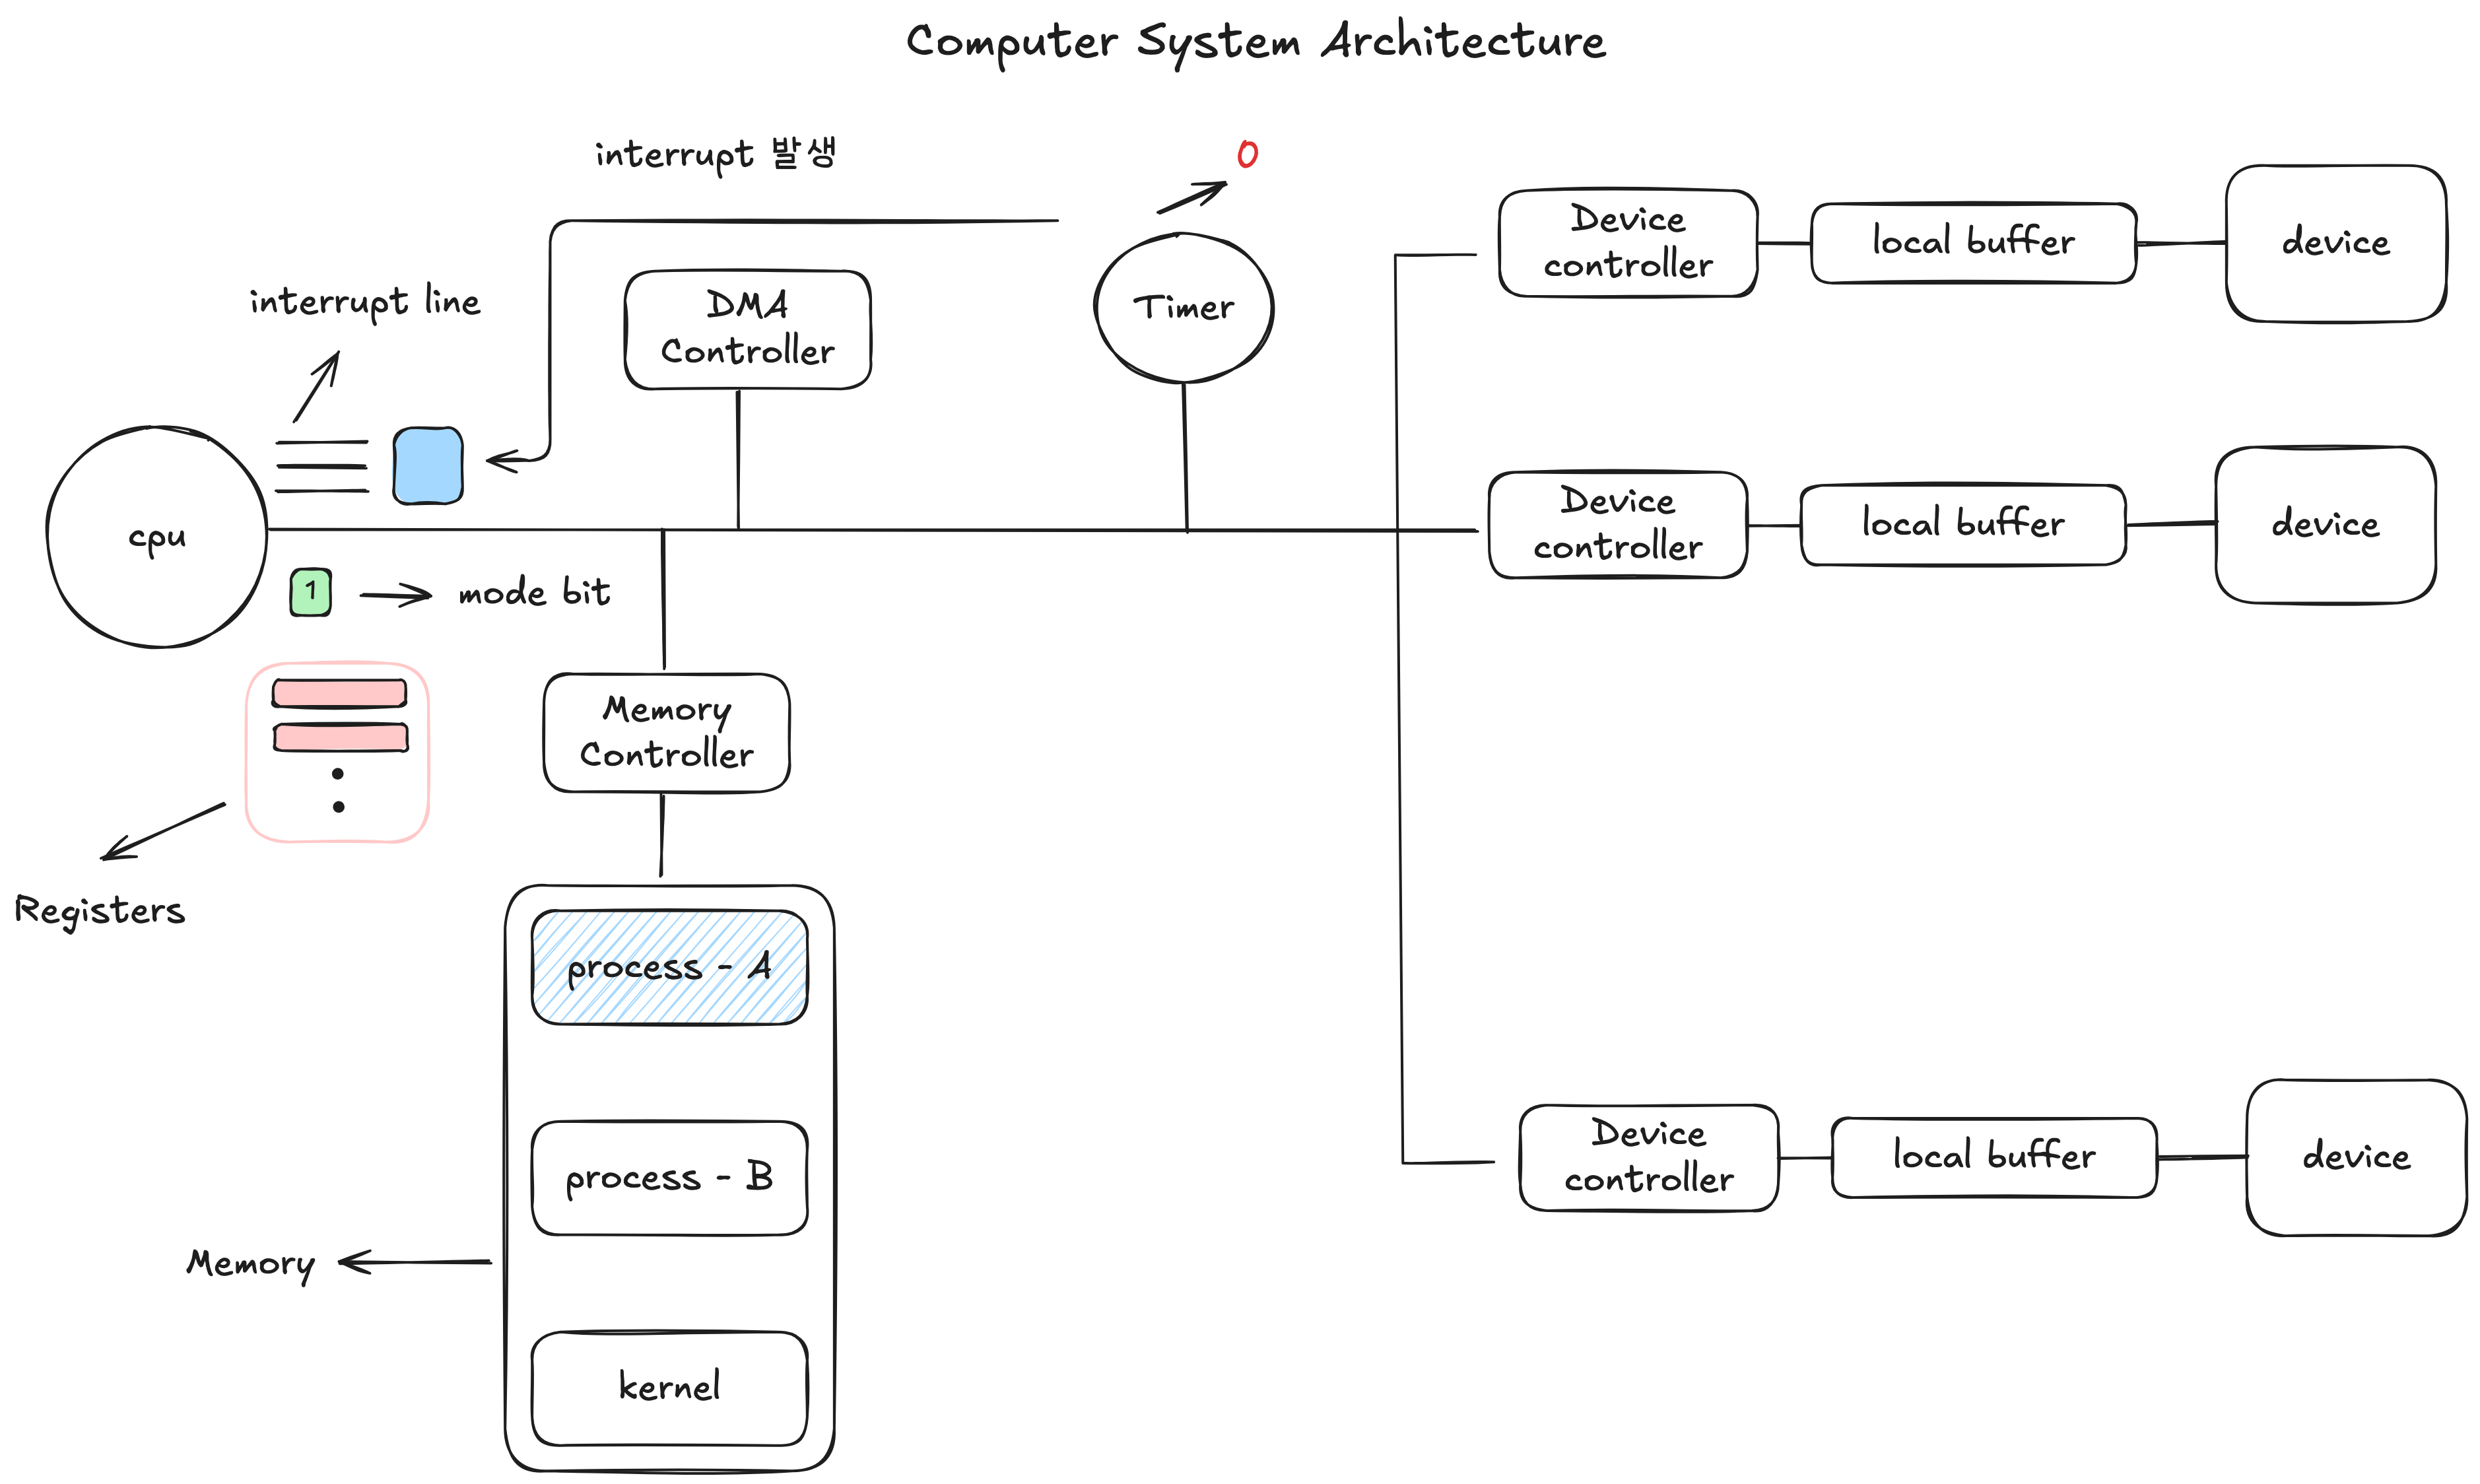 Computer System Architecture
interrupt 발생
0
interrupt line
DMA
Controller
Timer
Device
controller
local buffer
device
cpu
Device
controller
local buffer
device
1
mode bit
Memory
Controller
Registers
process - A
process - B
Device
controller
local buffer
device
Memory
kernel